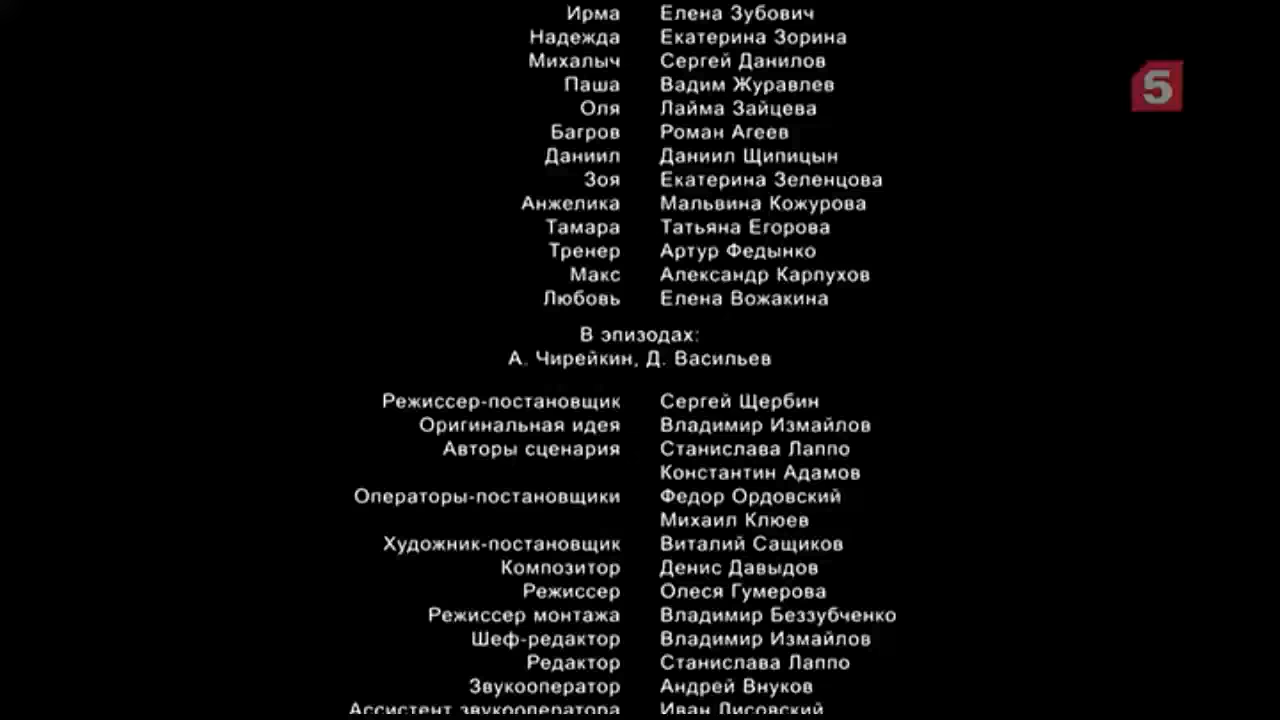 Ирма Елена Зубович
Надежда Екатерина Зорина
Михалыч Сергей Данилов
Паша Вадим Журавлев
5
Оля Лайма Зайцева
Багров Роман Агеев
Даниил Даниил Щипицын
Зоя Екатерина Зеленцова
Анжелика Мальвина Кожурова
Тамара Татьяна Егорова
Тренер Артур Федынко
Макс Александр Карпухов
Любовь Елена Вожакина
В эпизодах:
А. Чирейкин, Д. Васильев
Режиссер-постановщик Сергей Щербин
Оригинальная идея Владимир Измайлов
Авторы сценария Станислава Лаппо
Константин Адамов
Операторы-постановщики Федор Ордовский
Михаил Клюев
Художник-постановщик Виталий Сащиков
Композитор Денис Давыдов
Режиссер Олеся Гумерова
Режиссер монтажа Владимир Беззубченко
Шеф-редактор Владимир Измайлов
Редактор Станислава Лаппо
Звукооператор Андрей Внуков
Ассистент звукооператора Иван Лисовский